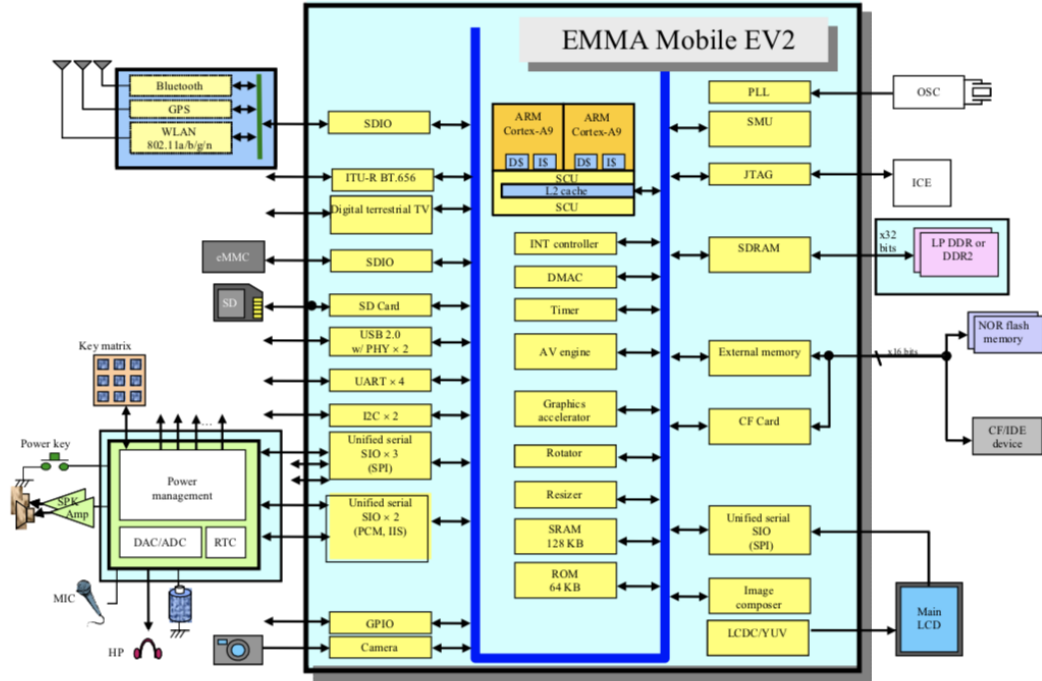 EMMA Mobile EV2
Bluetooth
GPS
WLAN
802.11a/b/g/n
SDIO
ITU-R BT.656
Digital terrestrial TV
eMMC
SDIO
SD
SD Card
USB 2.0
w/ PHY × 2
UART × 4
I2C × 2
Unified serial
SIO × 3
(SPI)
Unified serial
SIO × 2
(PCM, IIS)
GPIO
Camera
Key matrix
...
Power key
Power
management
SPK
Amp
DAC/ADC
RTC
MIC
HP
ARM
Cortex-A9
ARM
Cortex-A9
D$
I$
D$
I$
SCU
L2 cache
SCU
INT controller
DMAC
Timer
AV engine
Graphics
accelerator
Rotator
Resizer
SRAM
128 KB
ROM
64 KB
PLL
SMU
JTAG
SDRAM
External memory
CF Card
Unified serial
SIO
(SPI)
Image
composer
LCDC/YUV
OSC
ICE
x32
bits
LP DDR or
DDR2
NOR flash
memory
x16 bits
CF/IDE
device
Main
LCD